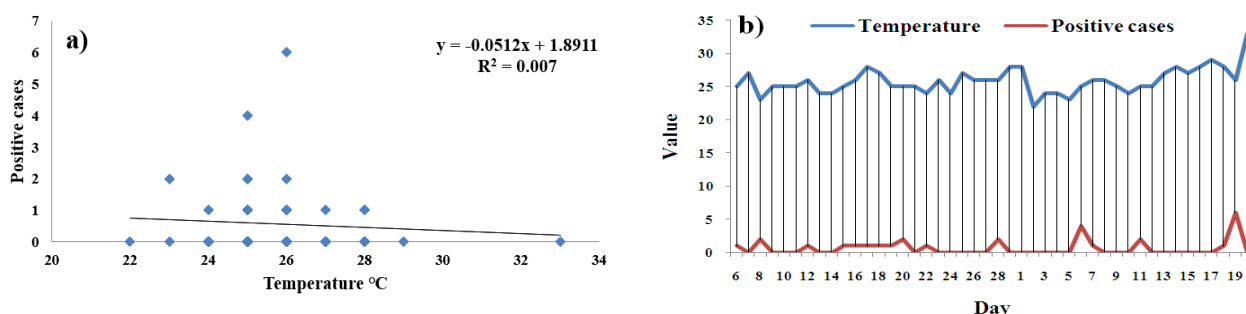 a)
y = -0.0512x + 1.8911
R² = 0.007
Positive cases
7
6
5
4
3
2
1
0
20 22 24 26 28 30 32 34
Temperature °C
b)
Temperature Positive cases
Value
35
30
25
20
15
10
5
0
6 8 10 12 14 16 18 20 22 24 26 28 1 3 5 7 9 11 13 15 17 19
Day